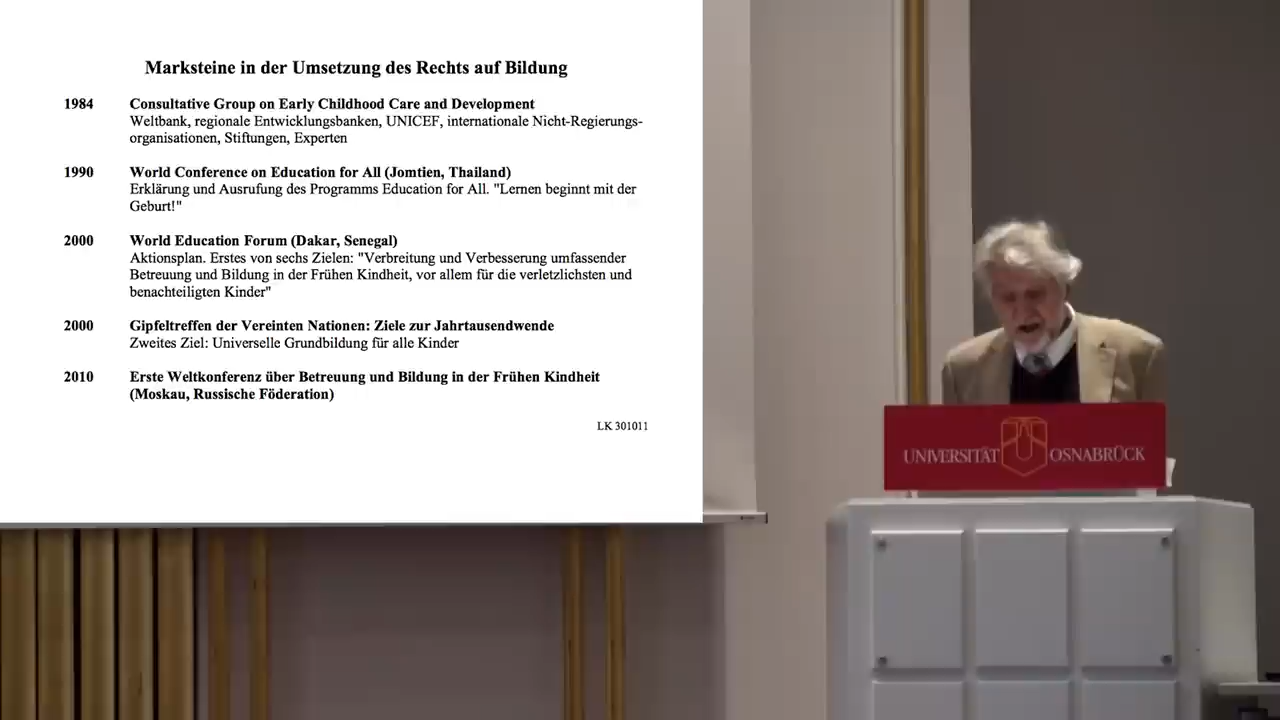 Marksteine in der Umsetzung des Rechts auf Bildung
1984 Consultative Group on Early Childhood Care and Development
Weltbank, regionale Entwicklungsbanken, UNICEF, internationale Nicht-Regierungs-
organisationen, Stiftungen, Experten
1990 World Conference on Education for All (Jomtien, Thailand)
Erklärung und Ausrufung des Programms Education for All. "Lernen beginnt mit der
Geburt!"
2000 World Education Forum (Dakar, Senegal)
Aktionsplan. Erstes von sechs Zielen: "Verbreitung und Verbesserung umfassender
Betreuung und Bildung in der Frühen Kindheit, vor allem für die verletzlichsten und
benachteiligten Kinder"
2000 Gipfeltreffen der Vereinten Nationen: Ziele zur Jahrtausendwende
Zweites Ziel: Universelle Grundbildung für alle Kinder
2010 Erste Weltkonferenz über Betreuung und Bildung in der Frühen Kindheit
(Moskau, Russische Föderation)
LK 301011
UNIVERSITÄT OSNABRÜCK